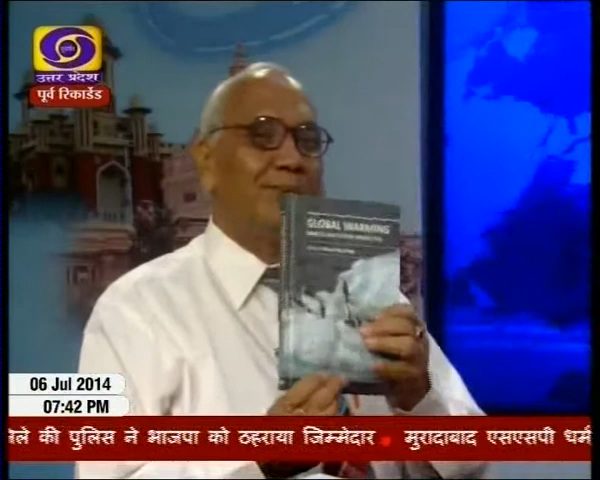 उत्तर प्रदेश
पूर्व रिकार्डेड
GLOBAL WARMING
06 Jul 2014
07:42 PM
ले की पुलिस ने भाजपा को ठहराया जिम्मेदार मुरादाबाद एसएसपी धर्म